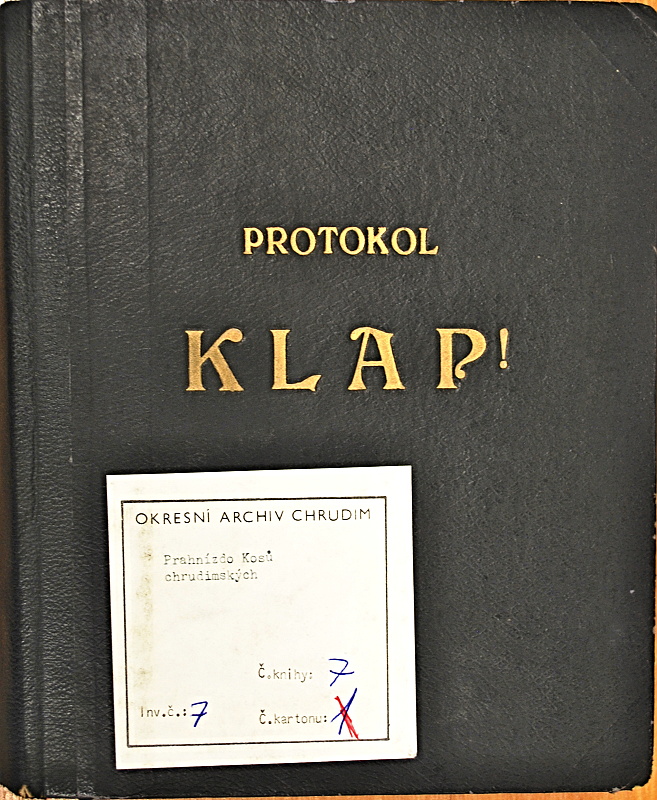 PROTOKOL
KLAP!
OKRESNÍ ARCHIV CHRUDIM
Prahnízdo Kosů
chrudimských
Č.knihy: 7
Inv.č.: 7
Č.kartonu: 1